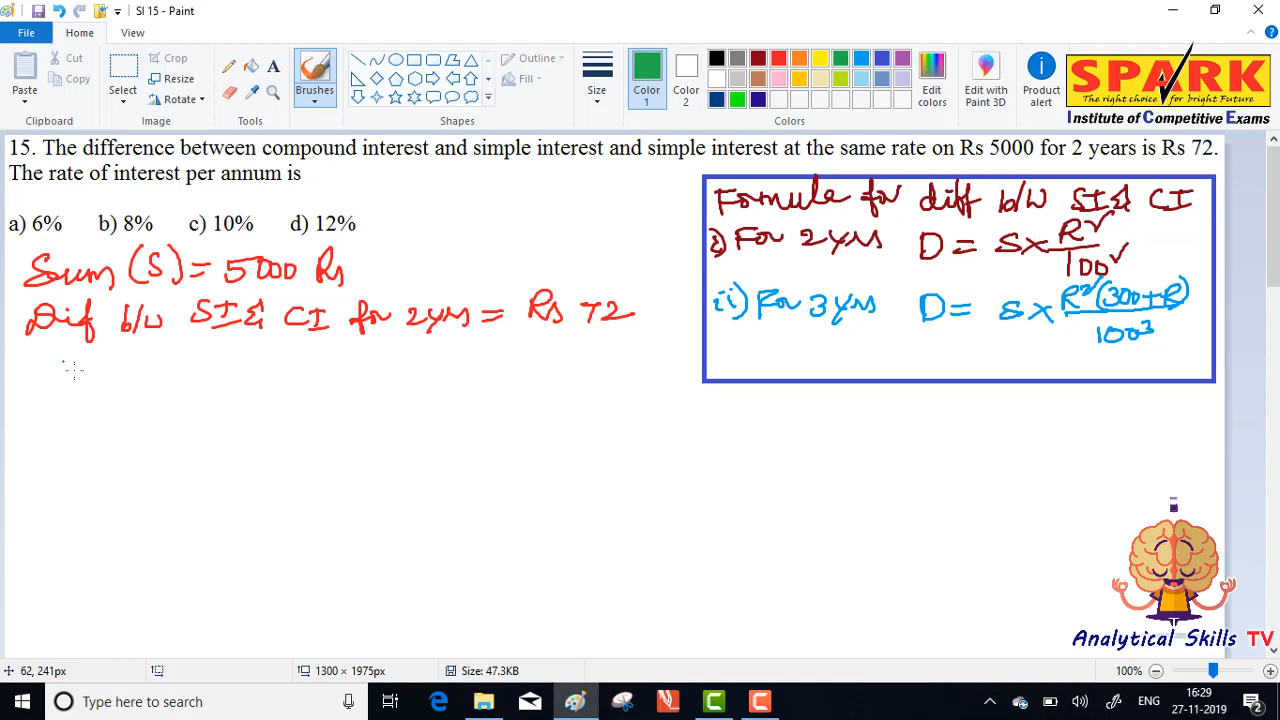 SI 15 - Paint
File Home View
Paste Cut Copy Clipboard
Select Crop Resize Rotate Image
Tools
Brushes
Shapes Outline Fill
Size
Color 1 Color 2 Colors
Edit colors
Edit with Paint 3D
Product alert
SPARK
The right choice for bright Future
Institute of Competitive Exams
15. The difference between compound interest and simple interest and simple interest at the same rate on Rs 5000 for 2 years is Rs 72.
The rate of interest per annum is
a) 6% b) 8% c) 10% d) 12%
Sum (S) = 5000 Rs
Dif b/w SI & CI for 2yrs = Rs 72
Formule for diff b/w SI & CI
i) For 2yrs D = S × R²/100²
ii) For 3yrs D = S × R²(300+R)/100³
Analytical Skills TV
62, 241px 1300 × 1975px Size: 47.3KB 100%
Type here to search
ENG 16:29
27-11-2019
2